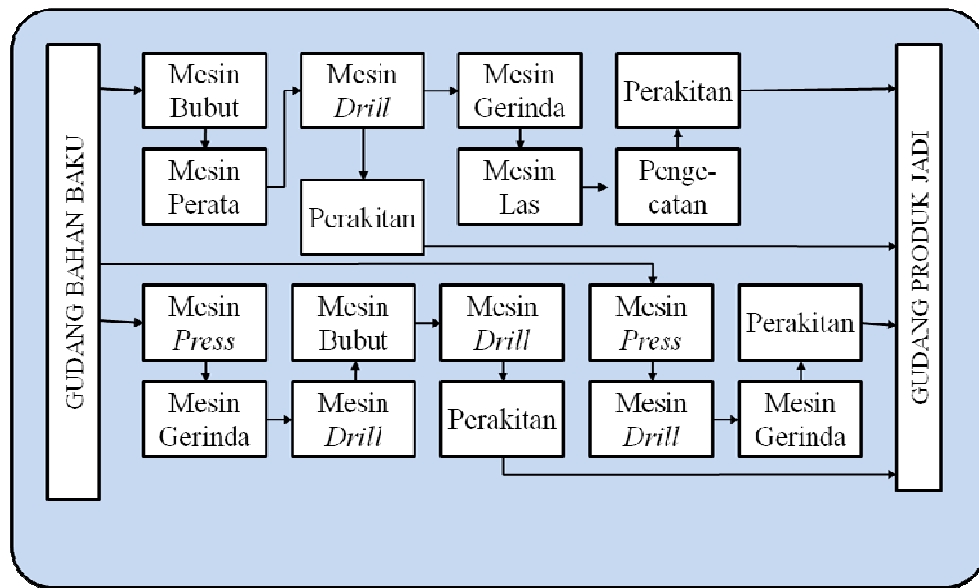 GUDANG BAHAN BAKU
Mesin
Bubut
Mesin
Perata
Mesin
Drill
Perakitan
Mesin
Gerinda
Mesin
Las
Perakitan
Penge-
catan
Mesin
Press
Mesin
Gerinda
Mesin
Bubut
Mesin
Drill
Mesin
Drill
Perakitan
Mesin
Press
Mesin
Drill
Perakitan
Mesin
Gerinda
GUDANG PRODUK JADI